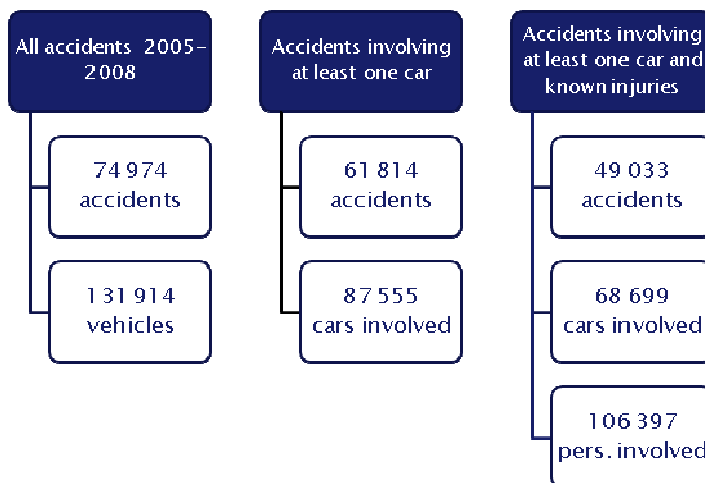 All accidents 2005-
2008
74 974
accidents
131 914
vehicles
Accidents involving
at least one car
61 814
accidents
87 555
cars involved
Accidents involving
at least one car and
known injuries
49 033
accidents
68 699
cars involved
106 397
pers. involved